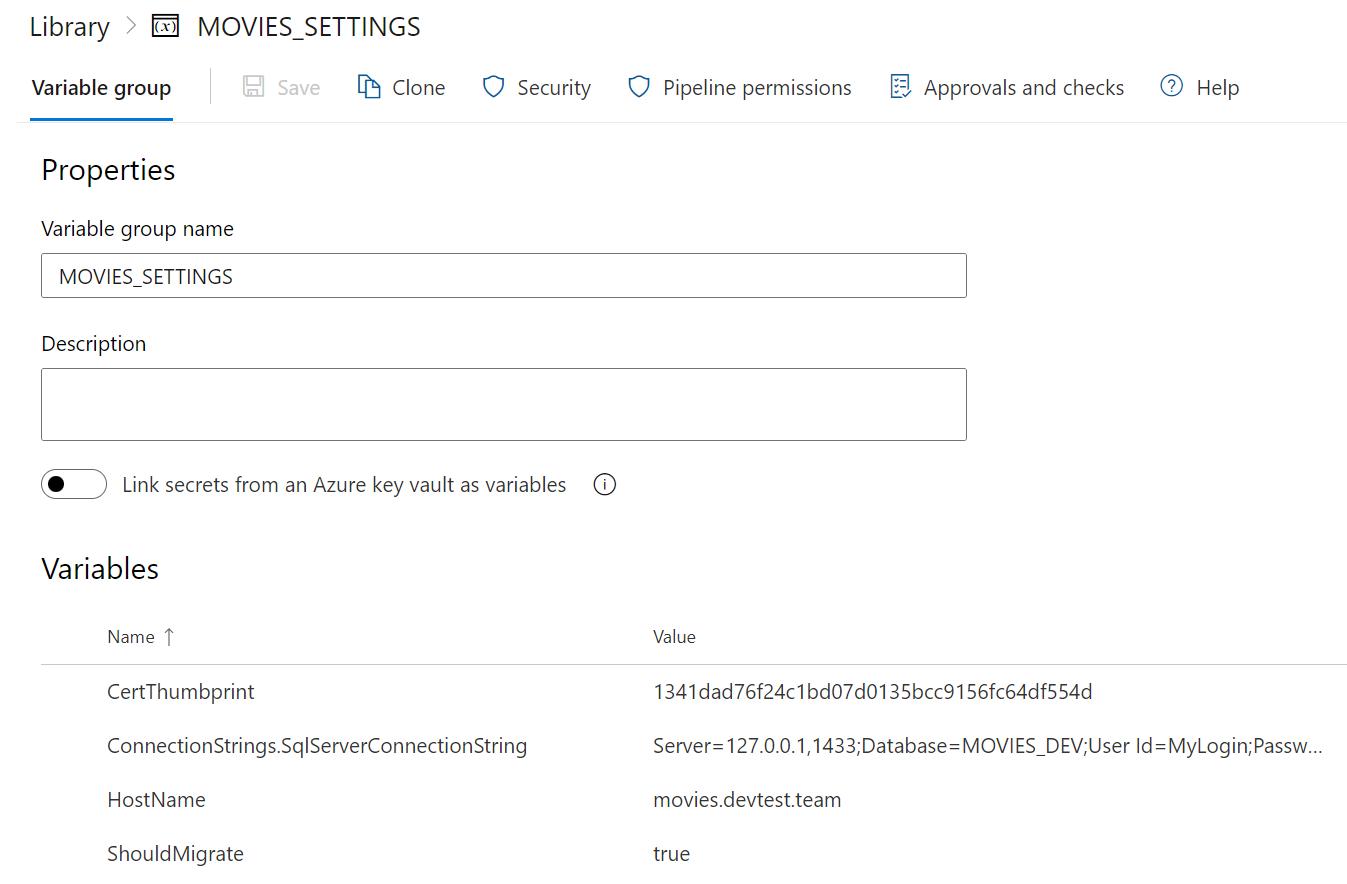 Library > (x) MOVIES_SETTINGS
Variable group Save Clone Security Pipeline permissions Approvals and checks ? Help
Properties
Variable group name
MOVIES_SETTINGS
Description
Link secrets from an Azure key vault as variables i
Variables
Name ↑ Value
CertThumbprint 1341dad76f24c1bd07d0135bcc9156fc64df554d
ConnectionStrings.SqlServerConnectionString Server=127.0.0.1,1433;Database=MOVIES_DEV;User Id=MyLogin;Passw...
HostName movies.devtest.team
ShouldMigrate true